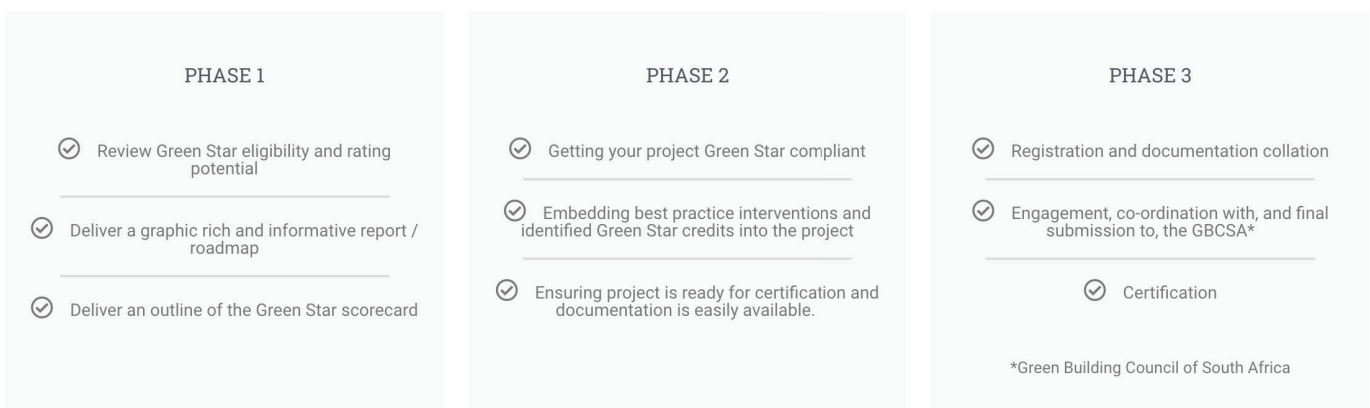 PHASE 1
Review Green Star eligibility and rating
potential
Deliver a graphic rich and informative report /
roadmap
Deliver an outline of the Green Star scorecard
PHASE 2
Getting your project Green Star compliant
Embedding best practice interventions and
identified Green Star credits into the project
Ensuring project is ready for certification and
documentation is easily available.
PHASE 3
Registration and documentation collation
Engagement, co-ordination with, and final
submission to, the GBCSA*
Certification
*Green Building Council of South Africa